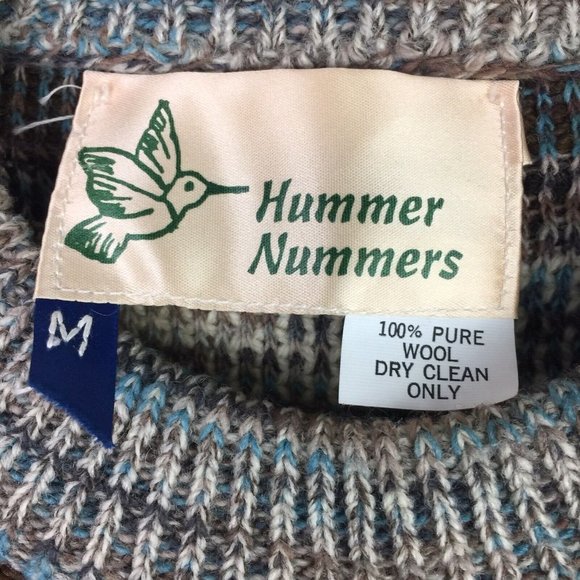 Hummer
Nummers
M
100% PURE
WOOL
DRY CLEAN
ONLY